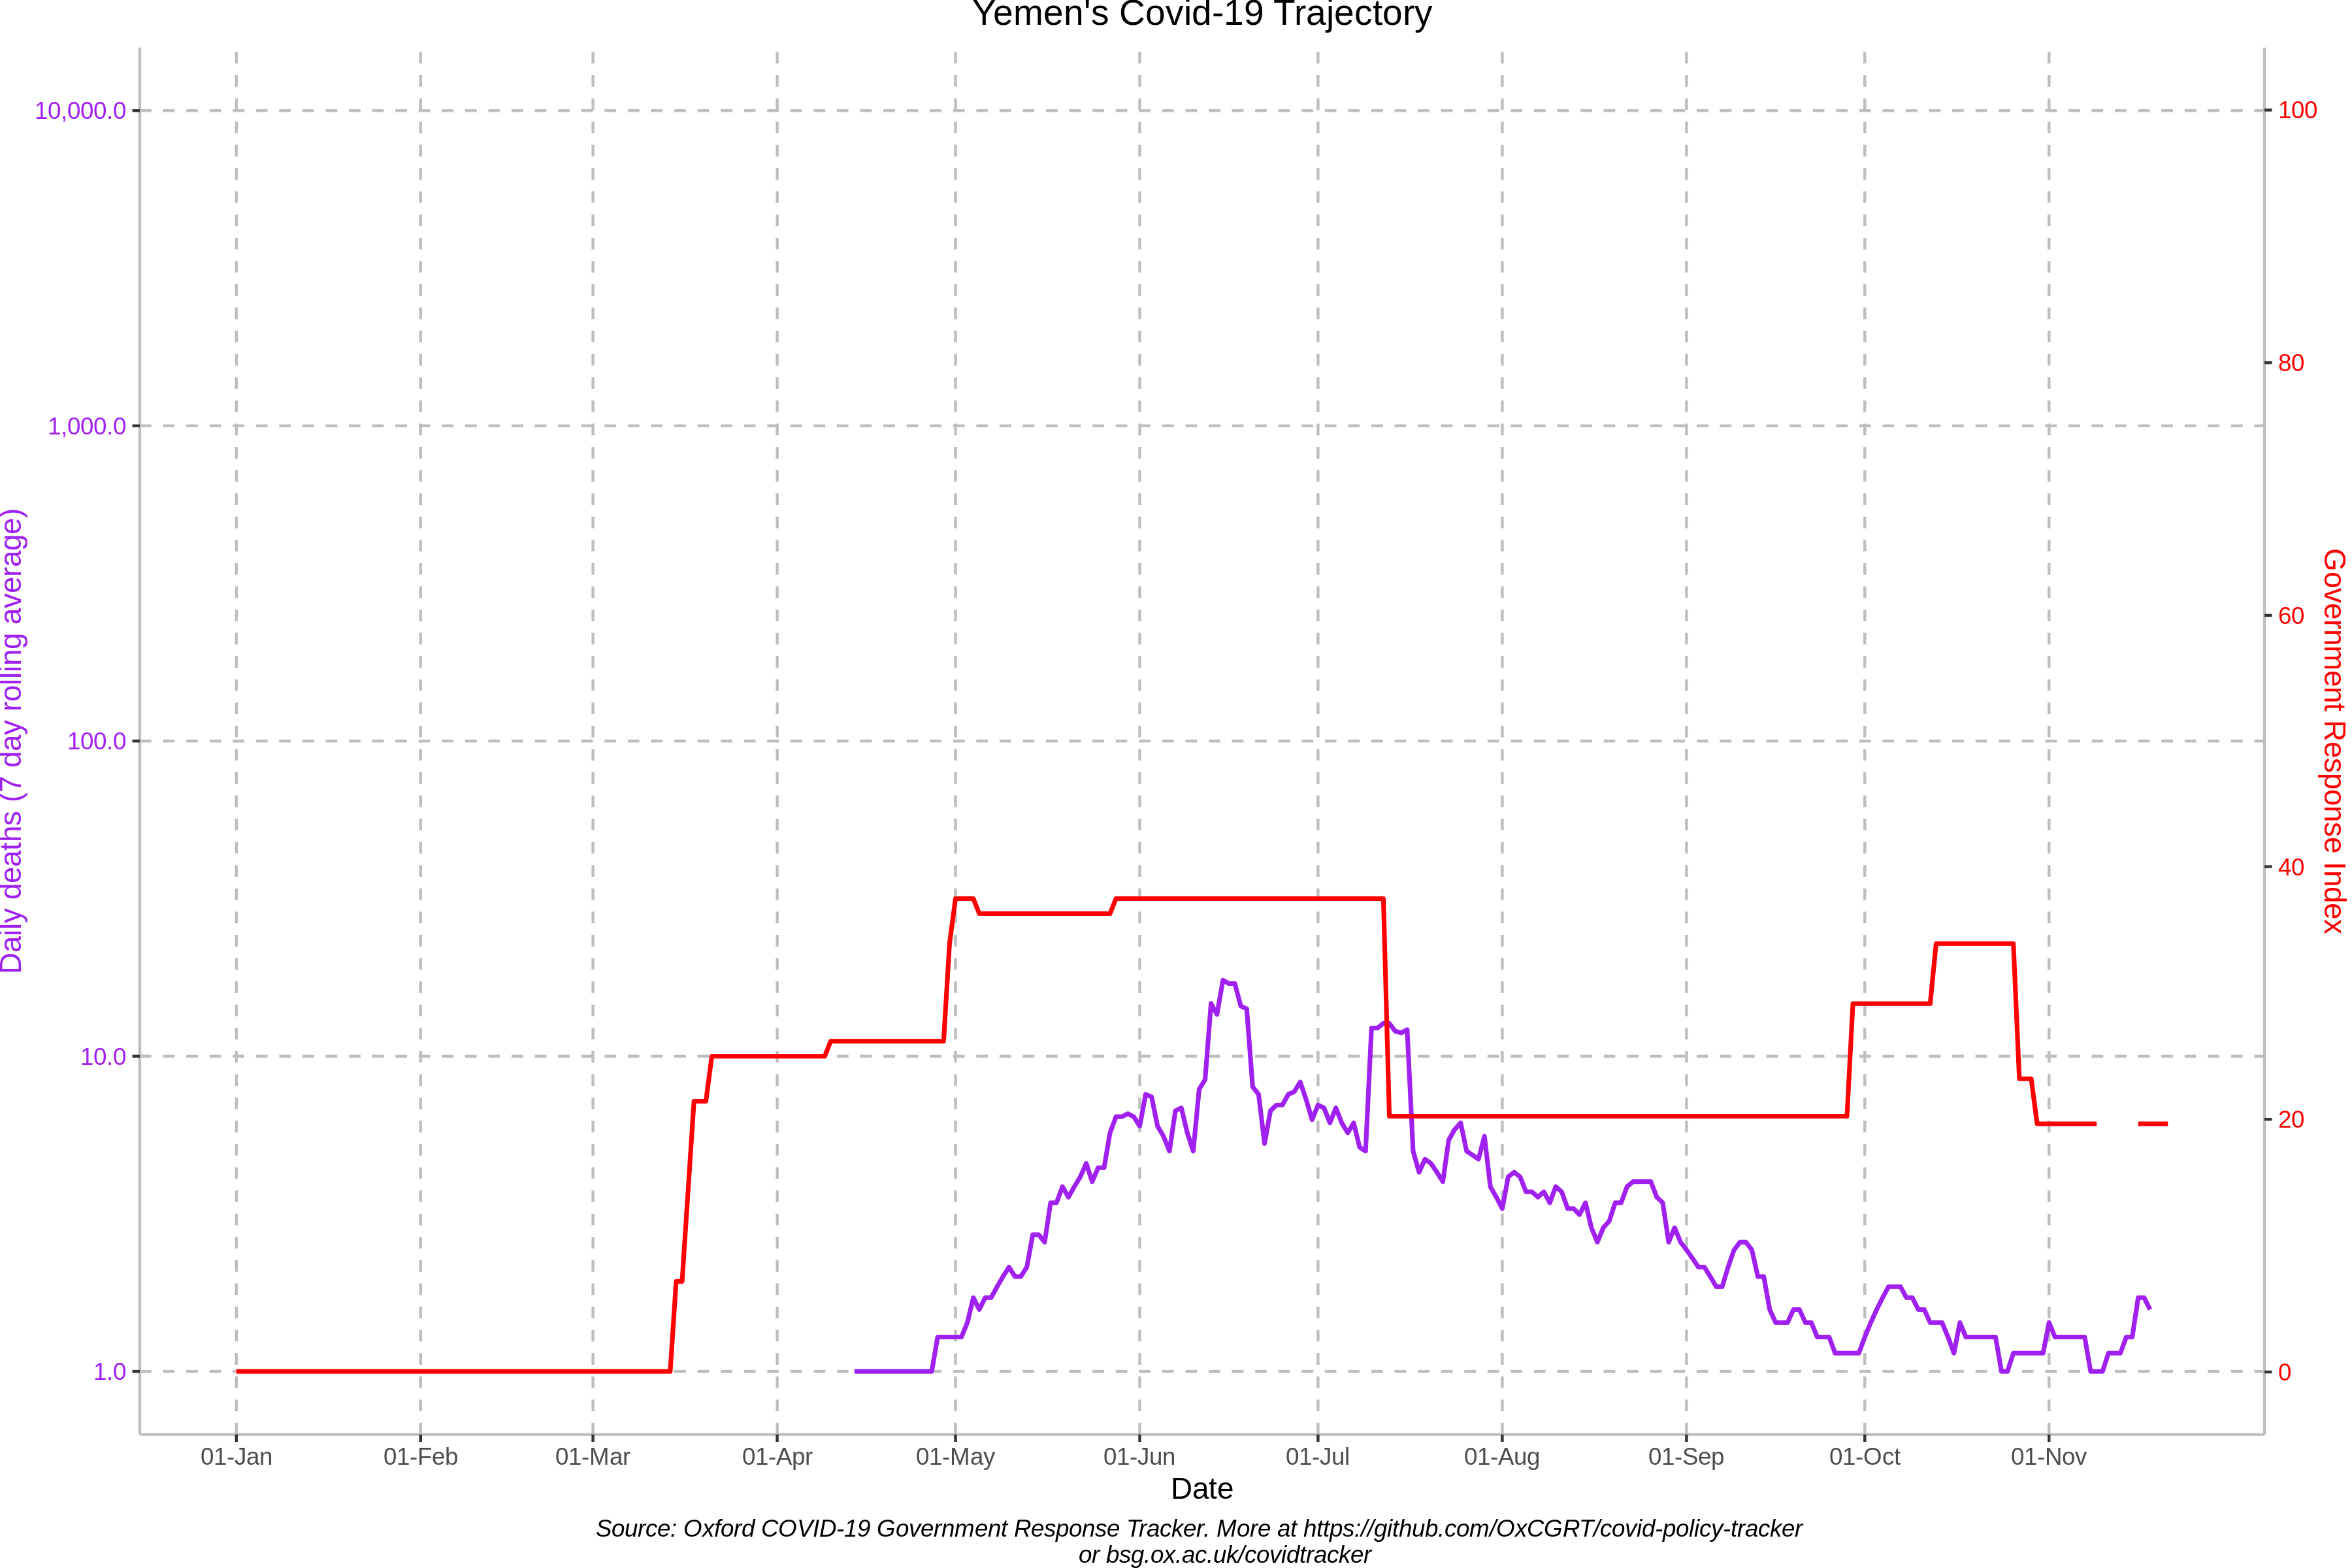 Yemen's Covid-19 Trajectory
10,000.0
1,000.0
100.0
10.0
1.0
Daily deaths (7 day rolling average)
100
80
60
40
20
0
Government Response Index
01-Jan
01-Feb
01-Mar
01-Apr
01-May
01-Jun
01-Jul
01-Aug
01-Sep
01-Oct
01-Nov
Date
Source: Oxford COVID-19 Government Response Tracker. More at https://github.com/OxCGRT/covid-policy-tracker
or bsg.ox.ac.uk/covidtracker